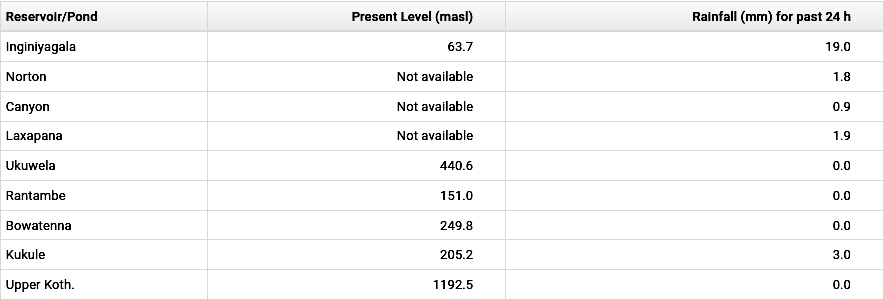 Reservoir/Pond Present Level (masl) Rainfall (mm) for past 24 h
Inginiyagala 63.7 19.0
Norton Not available 1.8
Canyon Not available 0.9
Laxapana Not available 1.9
Ukuwela 440.6 0.0
Rantambe 151.0 0.0
Bowatenna 249.8 0.0
Kukule 205.2 3.0
Upper Koth. 1192.5 0.0